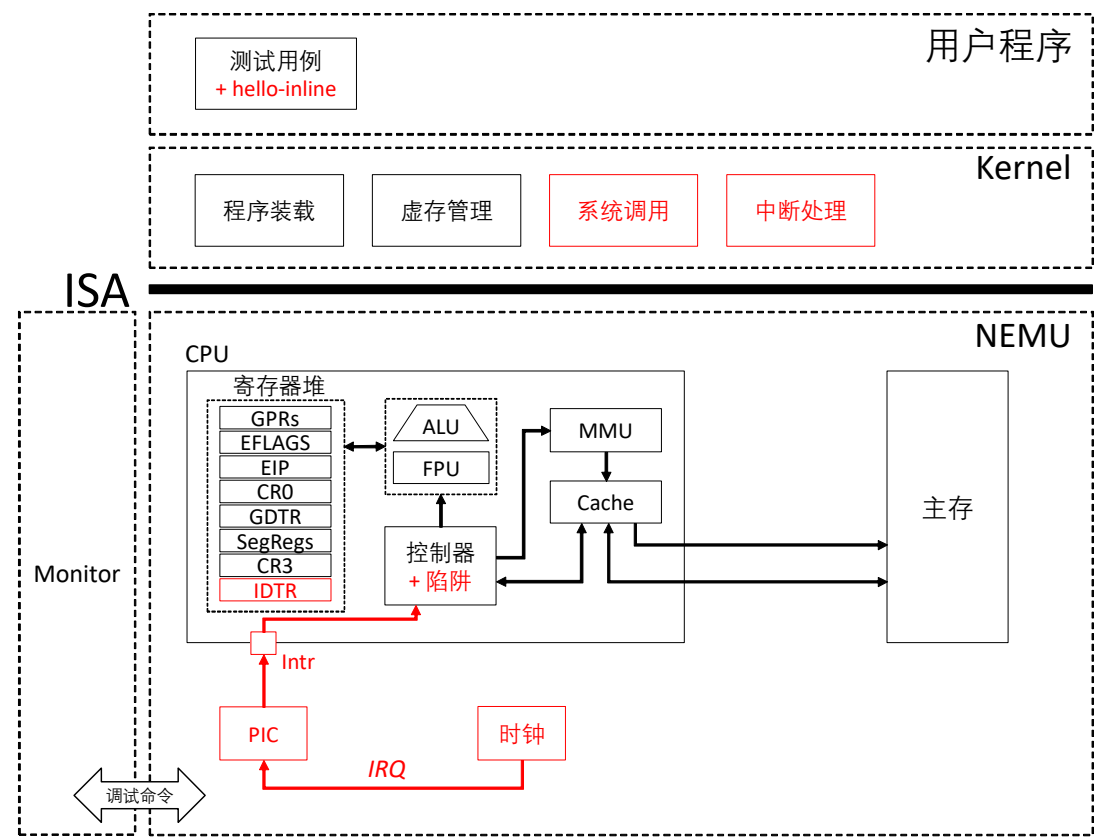 用户程序
测试用例
+ hello-inline
Kernel
程序装载
虚存管理
系统调用
中断处理
ISA
NEMU
Monitor
CPU
寄存器堆
GPRs
EFLAGS
EIP
CR0
GDTR
SegRegs
CR3
IDTR
ALU
FPU
控制器
+ 陷阱
MMU
Cache
主存
Intr
PIC
时钟
IRQ
调试命令